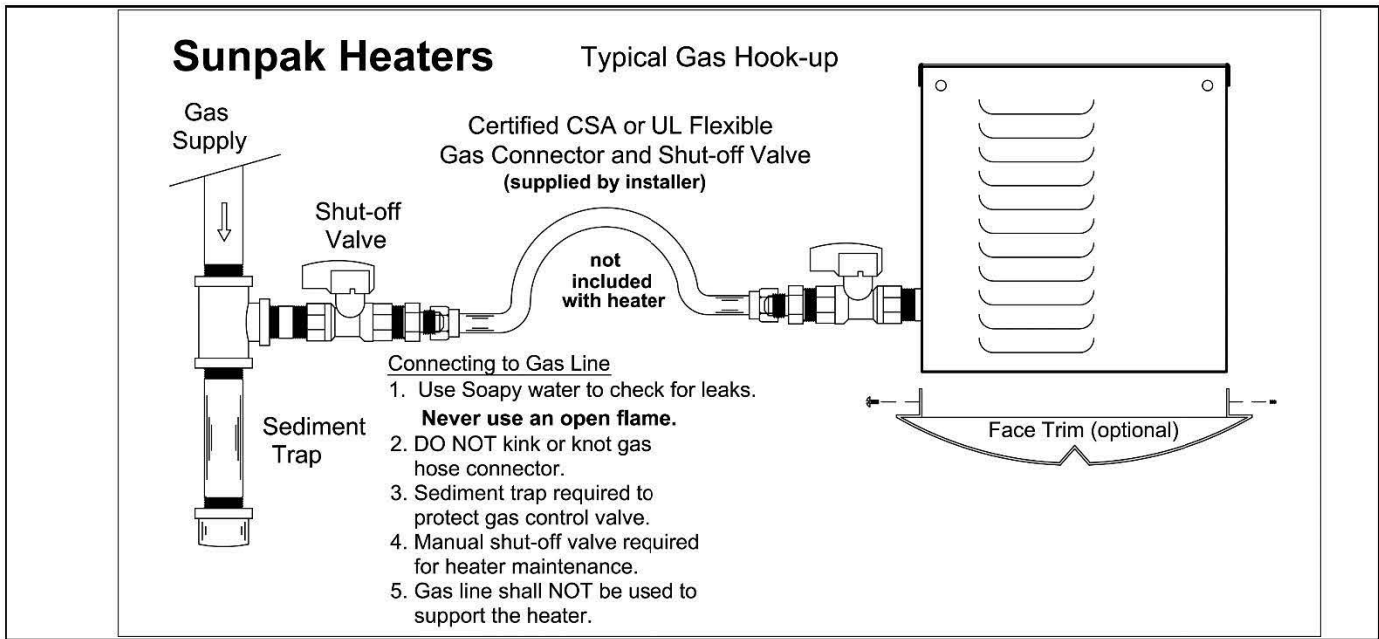 Sunpak Heaters
Typical Gas Hook-up
Gas
Supply
Certified CSA or UL Flexible
Gas Connector and Shut-off Valve
(supplied by installer)
Shut-off
Valve
not
included
with heater
Connecting to Gas Line
1. Use Soapy water to check for leaks.
Never use an open flame.
2. DO NOT kink or knot gas
hose connector.
3. Sediment trap required to
protect gas control valve.
4. Manual shut-off valve required
for heater maintenance.
5. Gas line shall NOT be used to
support the heater.
Sediment
Trap
Face Trim (optional)